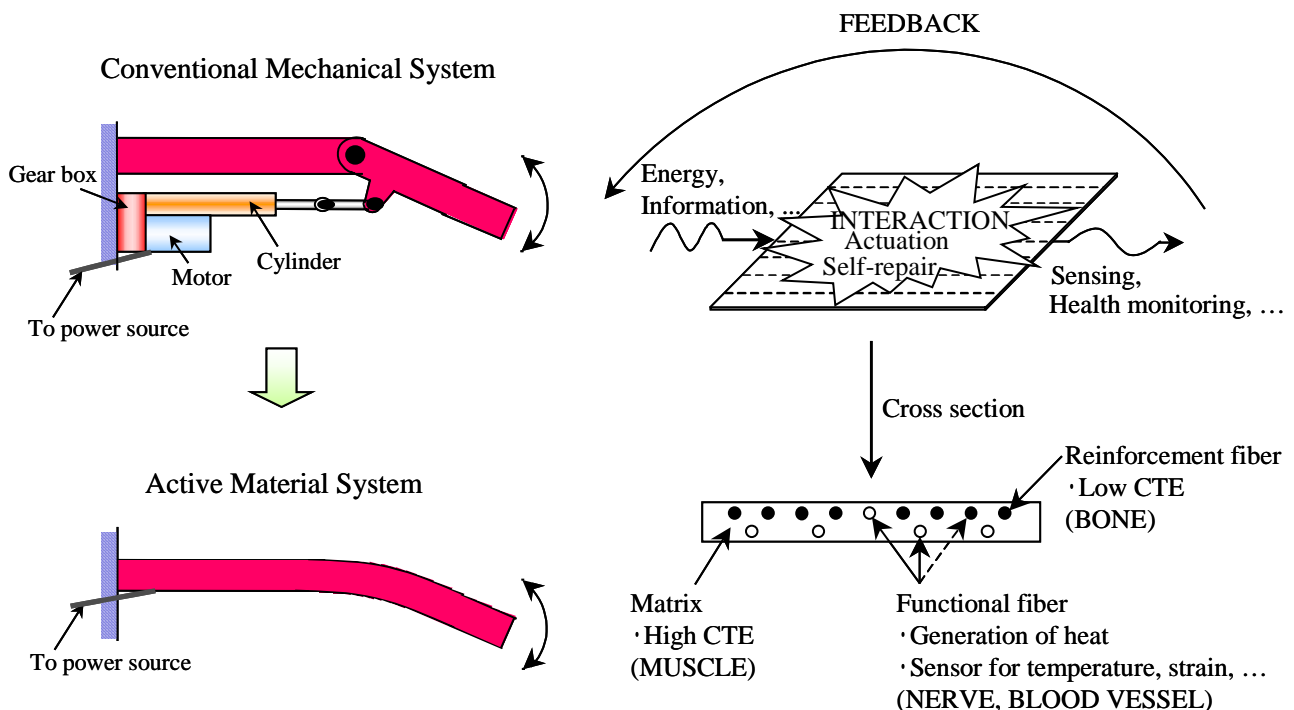 Conventional Mechanical System
Gear box
Motor
Cylinder
To power source
Active Material System
To power source
FEEDBACK
Energy,
Information, ...
INTERACTION
Actuation
Self-repair
Sensing,
Health monitoring, …
Cross section
Reinforcement fiber
·Low CTE
(BONE)
Matrix
·High CTE
(MUSCLE)
Functional fiber
·Generation of heat
·Sensor for temperature, strain, …
(NERVE, BLOOD VESSEL)